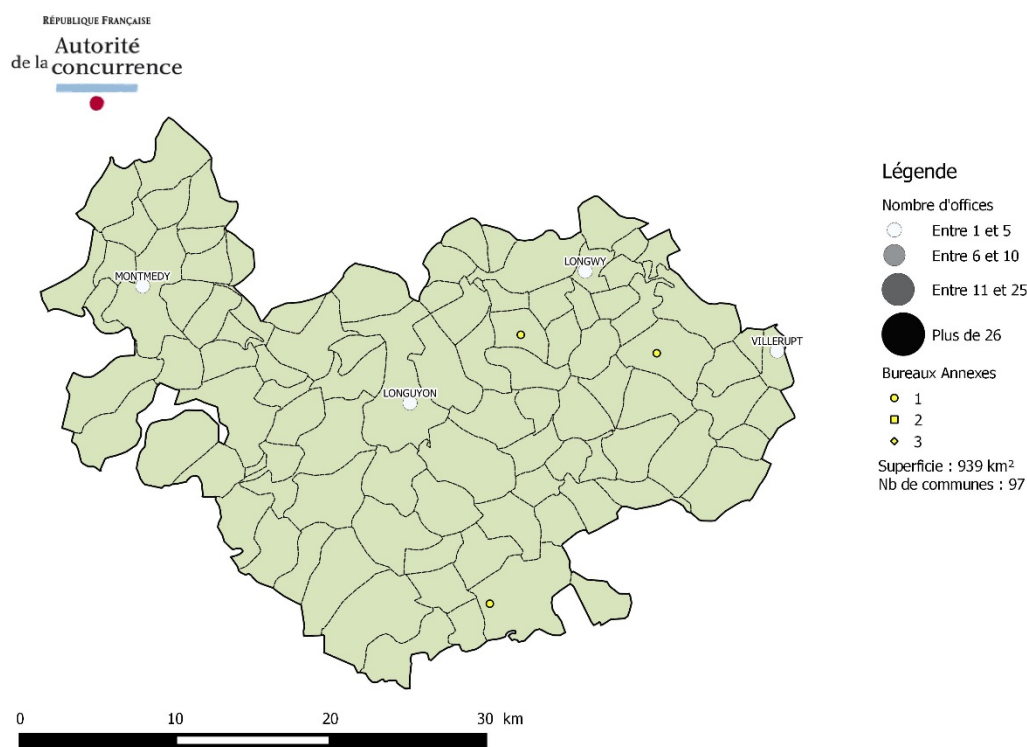 RÉPUBLIQUE FRANÇAISE
Autorité
de la concurrence
MONTMEDY
LONGWY
VILLERUPT
LONGUYON
Légende
Nombre d'offices
Entre 1 et 5
Entre 6 et 10
Entre 11 et 25
Plus de 26
Bureaux Annexes
1
2
3
Superficie : 939 km²
Nb de communes : 97
0 10 20 30 km